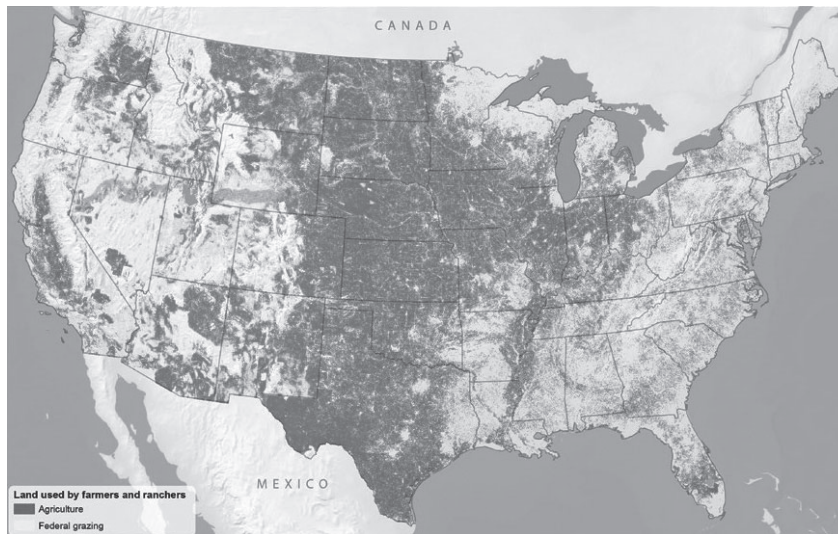 CANADA
MEXICO
Land used by farmers and ranchers
Agriculture
Federal grazing